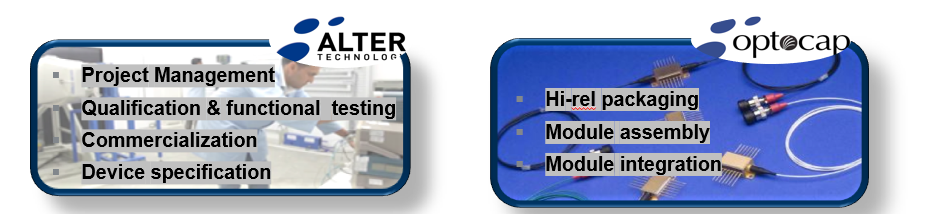 ALTER
TECHNOLOGY
Project Management
Qualification & functional testing
Commercialization
Device specification
optocap
Hi-rel packaging
Module assembly
Module integration